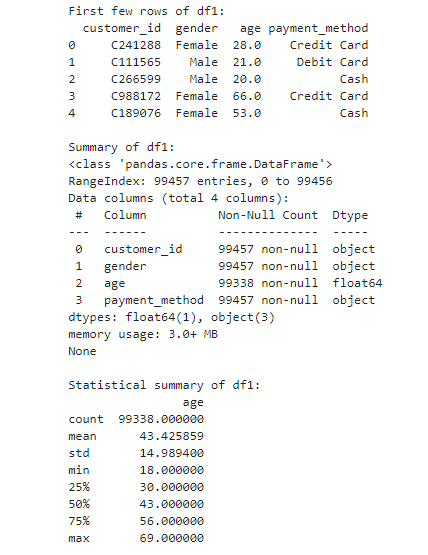 First few rows of df1:
  customer_id  gender   age payment_method
0     C241288  Female  28.0    Credit Card
1     C111565    Male  21.0     Debit Card
2     C266599    Male  20.0           Cash
3     C988172  Female  66.0    Credit Card
4     C189076  Female  53.0           Cash

Summary of df1:
<class 'pandas.core.frame.DataFrame'>
RangeIndex: 99457 entries, 0 to 99456
Data columns (total 4 columns):
 #   Column          Non-Null Count  Dtype
---  ------          --------------  -----
 0   customer_id     99457 non-null  object
 1   gender          99457 non-null  object
 2   age             99338 non-null  float64
 3   payment_method  99457 non-null  object
dtypes: float64(1), object(3)
memory usage: 3.0+ MB
None

Statistical summary of df1:
                age
count  99338.000000
mean      43.425859
std       14.989400
min       18.000000
25%       30.000000
50%       43.000000
75%       56.000000
max       69.000000